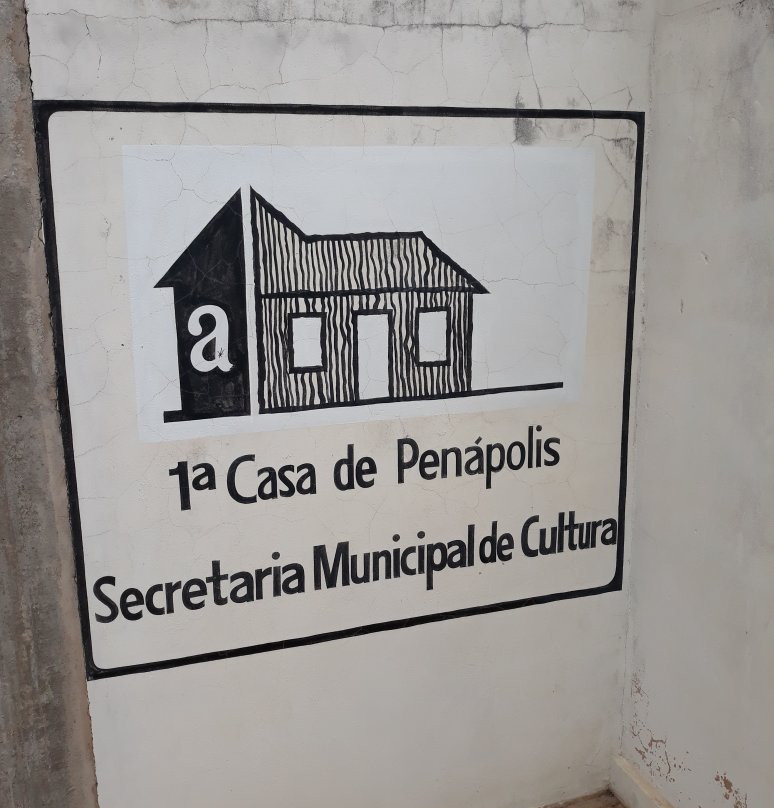 a
1ª Casa de Penápolis
Secretaria Municipal de Cultura